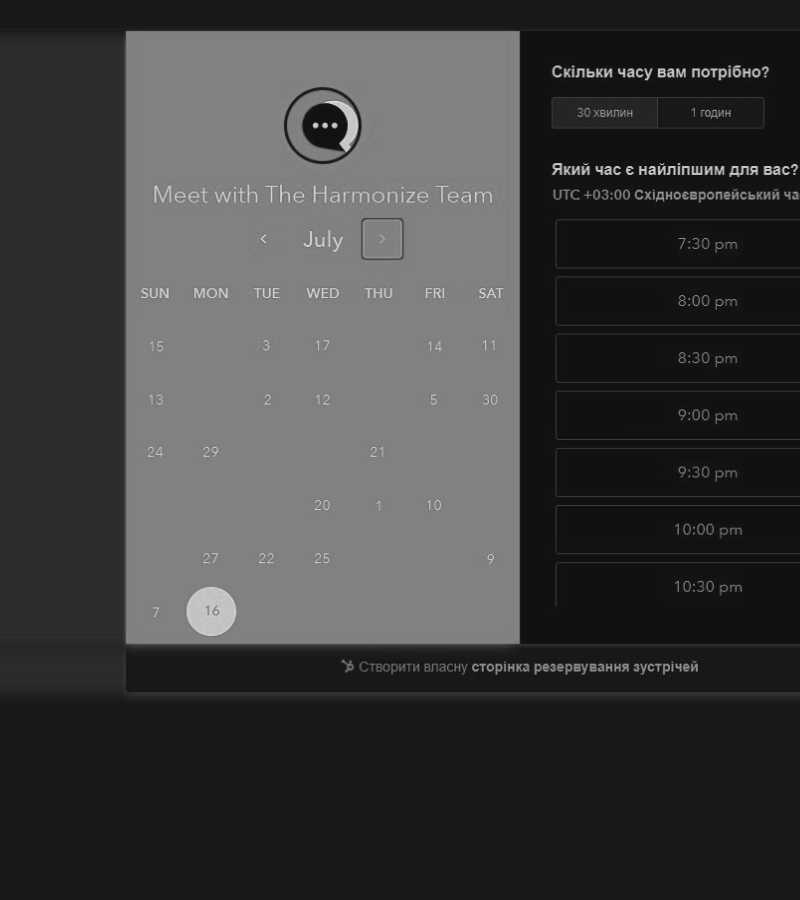 Meet with The Harmonize Team
July
SUN MON TUE WED THU FRI SAT
15 3 17 14 11
13 2 12 5 30
24 29 21
20 1 10
27 22 25 9
7 16
Скільки часу вам потрібно?
30 хвилин 1 годин
Який час є найліпшим для вас?
UTC +03:00 Східноєвропейський ча
7:30 pm
8:00 pm
8:30 pm
9:00 pm
9:30 pm
10:00 pm
10:30 pm
Створити власну сторінка резервування зустрічей